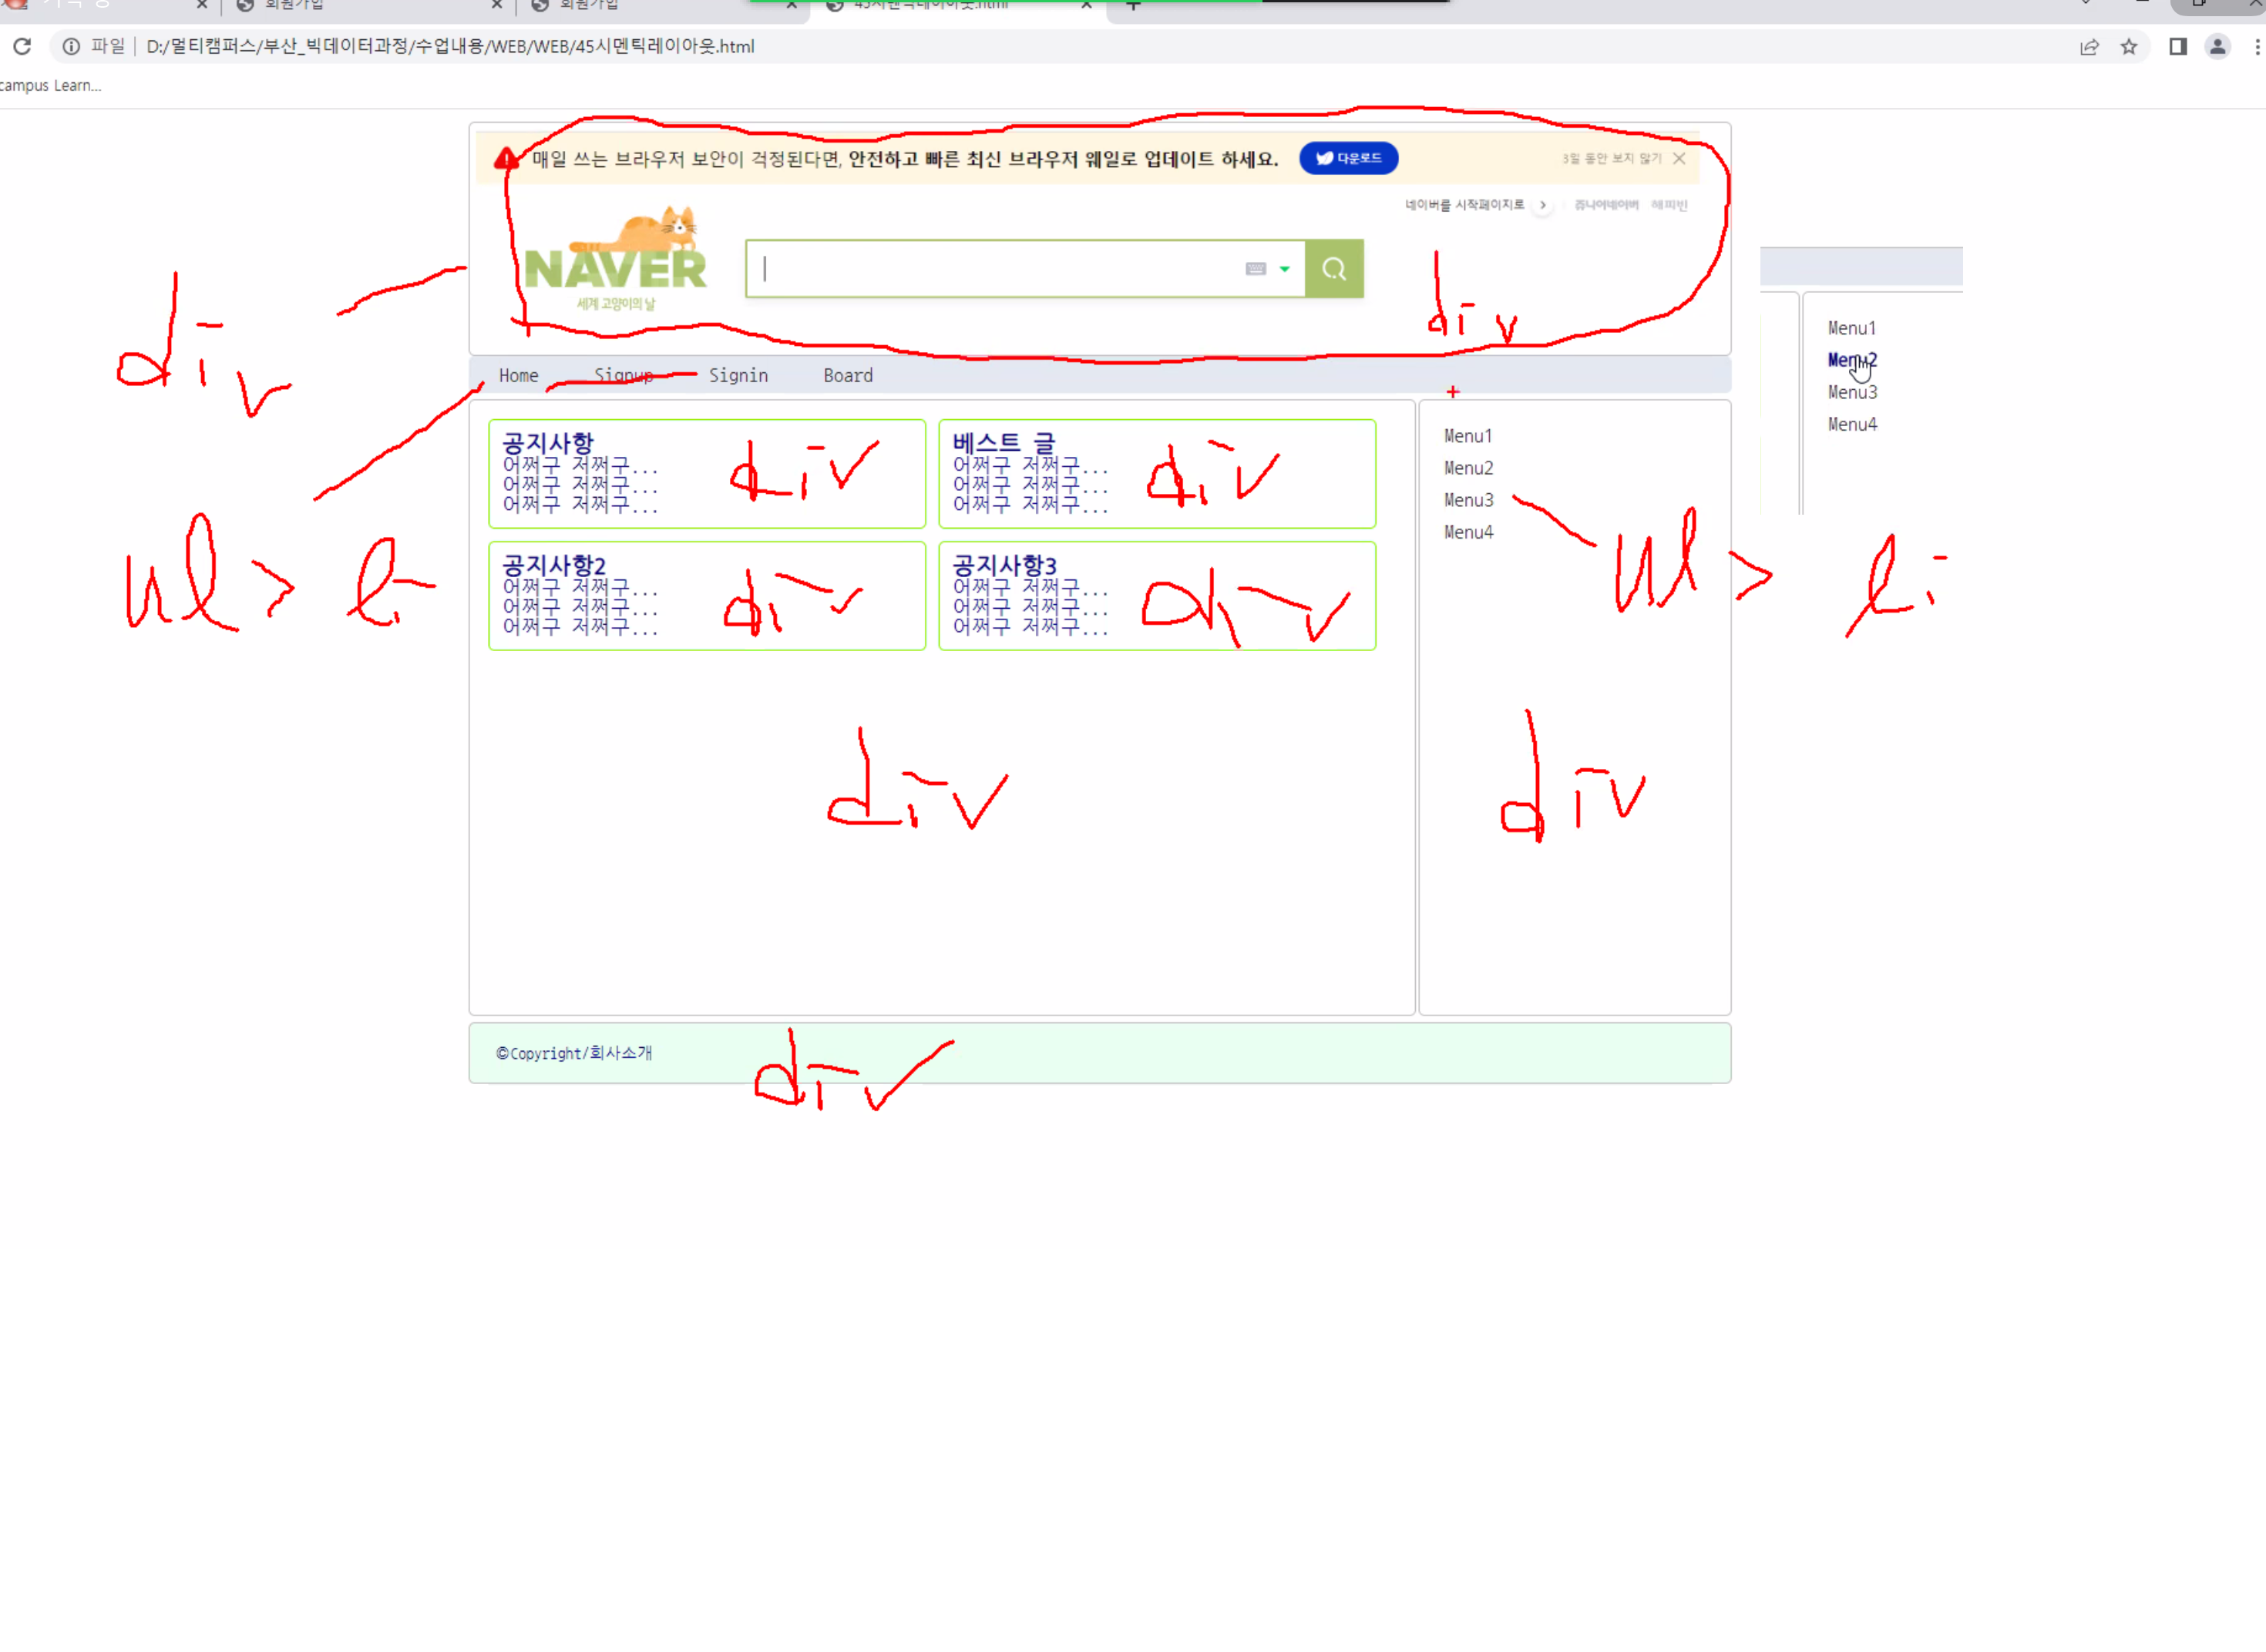 회원가입
회원가입
45시멘틱레이아웃.html
파일 D:/멀티캠퍼스/부산_빅데이터과정/수업내용/WEB/WEB/45시멘틱레이아웃.html
campus Learn...
매일 쓰는 브라우저 보안이 걱정된다면, 안전하고 빠른 최신 브라우저 웨일로 업데이트 하세요. 다운로드 3일 동안 보지 않기
네이버를 시작페이지로 쥬니어네이버 해피빈
NAVER
세계 고양이의 날
div
div
Home Signup Signin Board
ul > li
공지사항
어쩌구 저쩌구...
어쩌구 저쩌구...
어쩌구 저쩌구...
div
베스트 글
어쩌구 저쩌구...
어쩌구 저쩌구...
어쩌구 저쩌구...
div
공지사항2
어쩌구 저쩌구...
어쩌구 저쩌구...
어쩌구 저쩌구...
div
공지사항3
어쩌구 저쩌구...
어쩌구 저쩌구...
어쩌구 저쩌구...
div
div
Menu1
Menu2
Menu3
Menu4
ul > li
div
Menu1
Menu2
Menu3
Menu4
©Copyright/회사소개
div